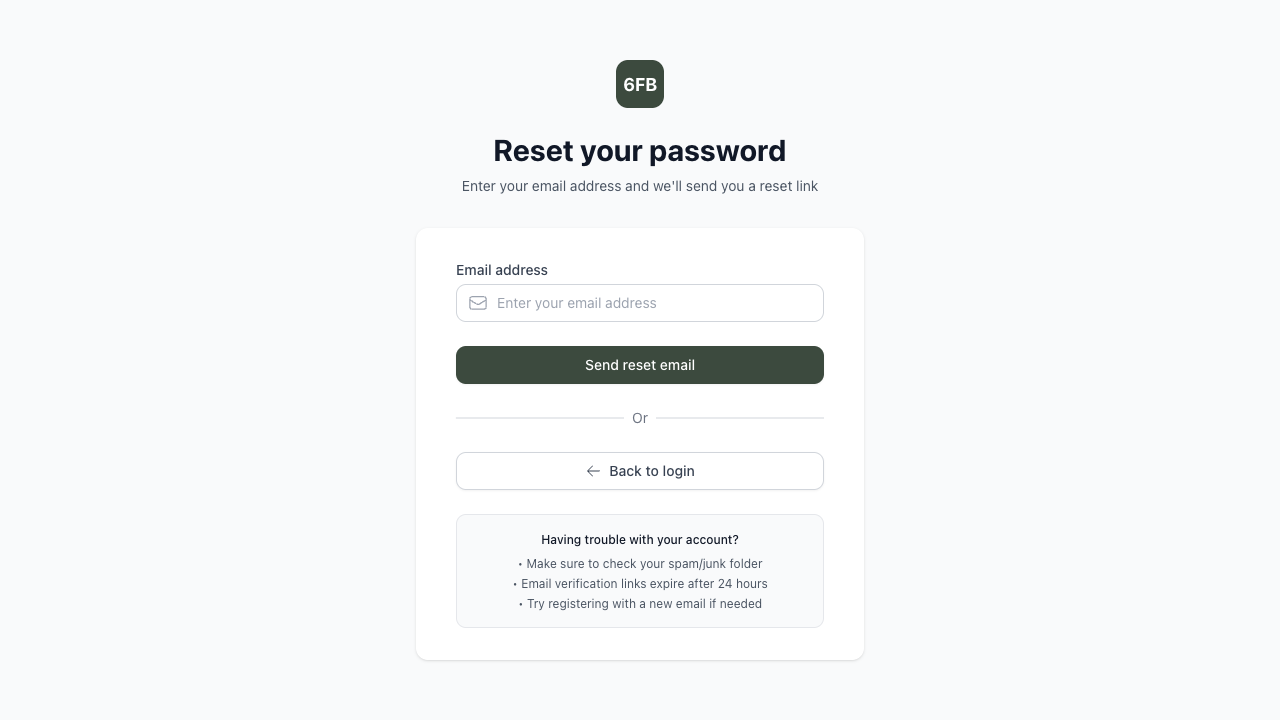 6FB
Reset your password
Enter your email address and we'll send you a reset link
Email address
Enter your email address
Send reset email
Or
Back to login
Having trouble with your account?
• Make sure to check your spam/junk folder
• Email verification links expire after 24 hours
• Try registering with a new email if needed